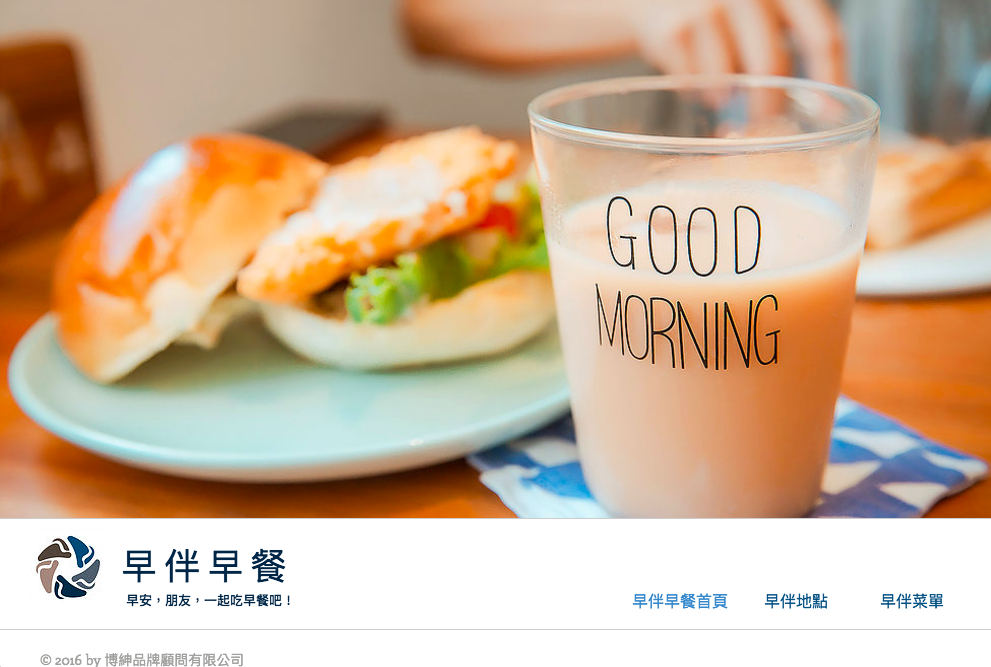 GOOD
MORNING
早伴早餐
早安，朋友，一起吃早餐吧！
早伴早餐首頁 早伴地點 早伴菜單
© 2016 by 博紳品牌顧問有限公司